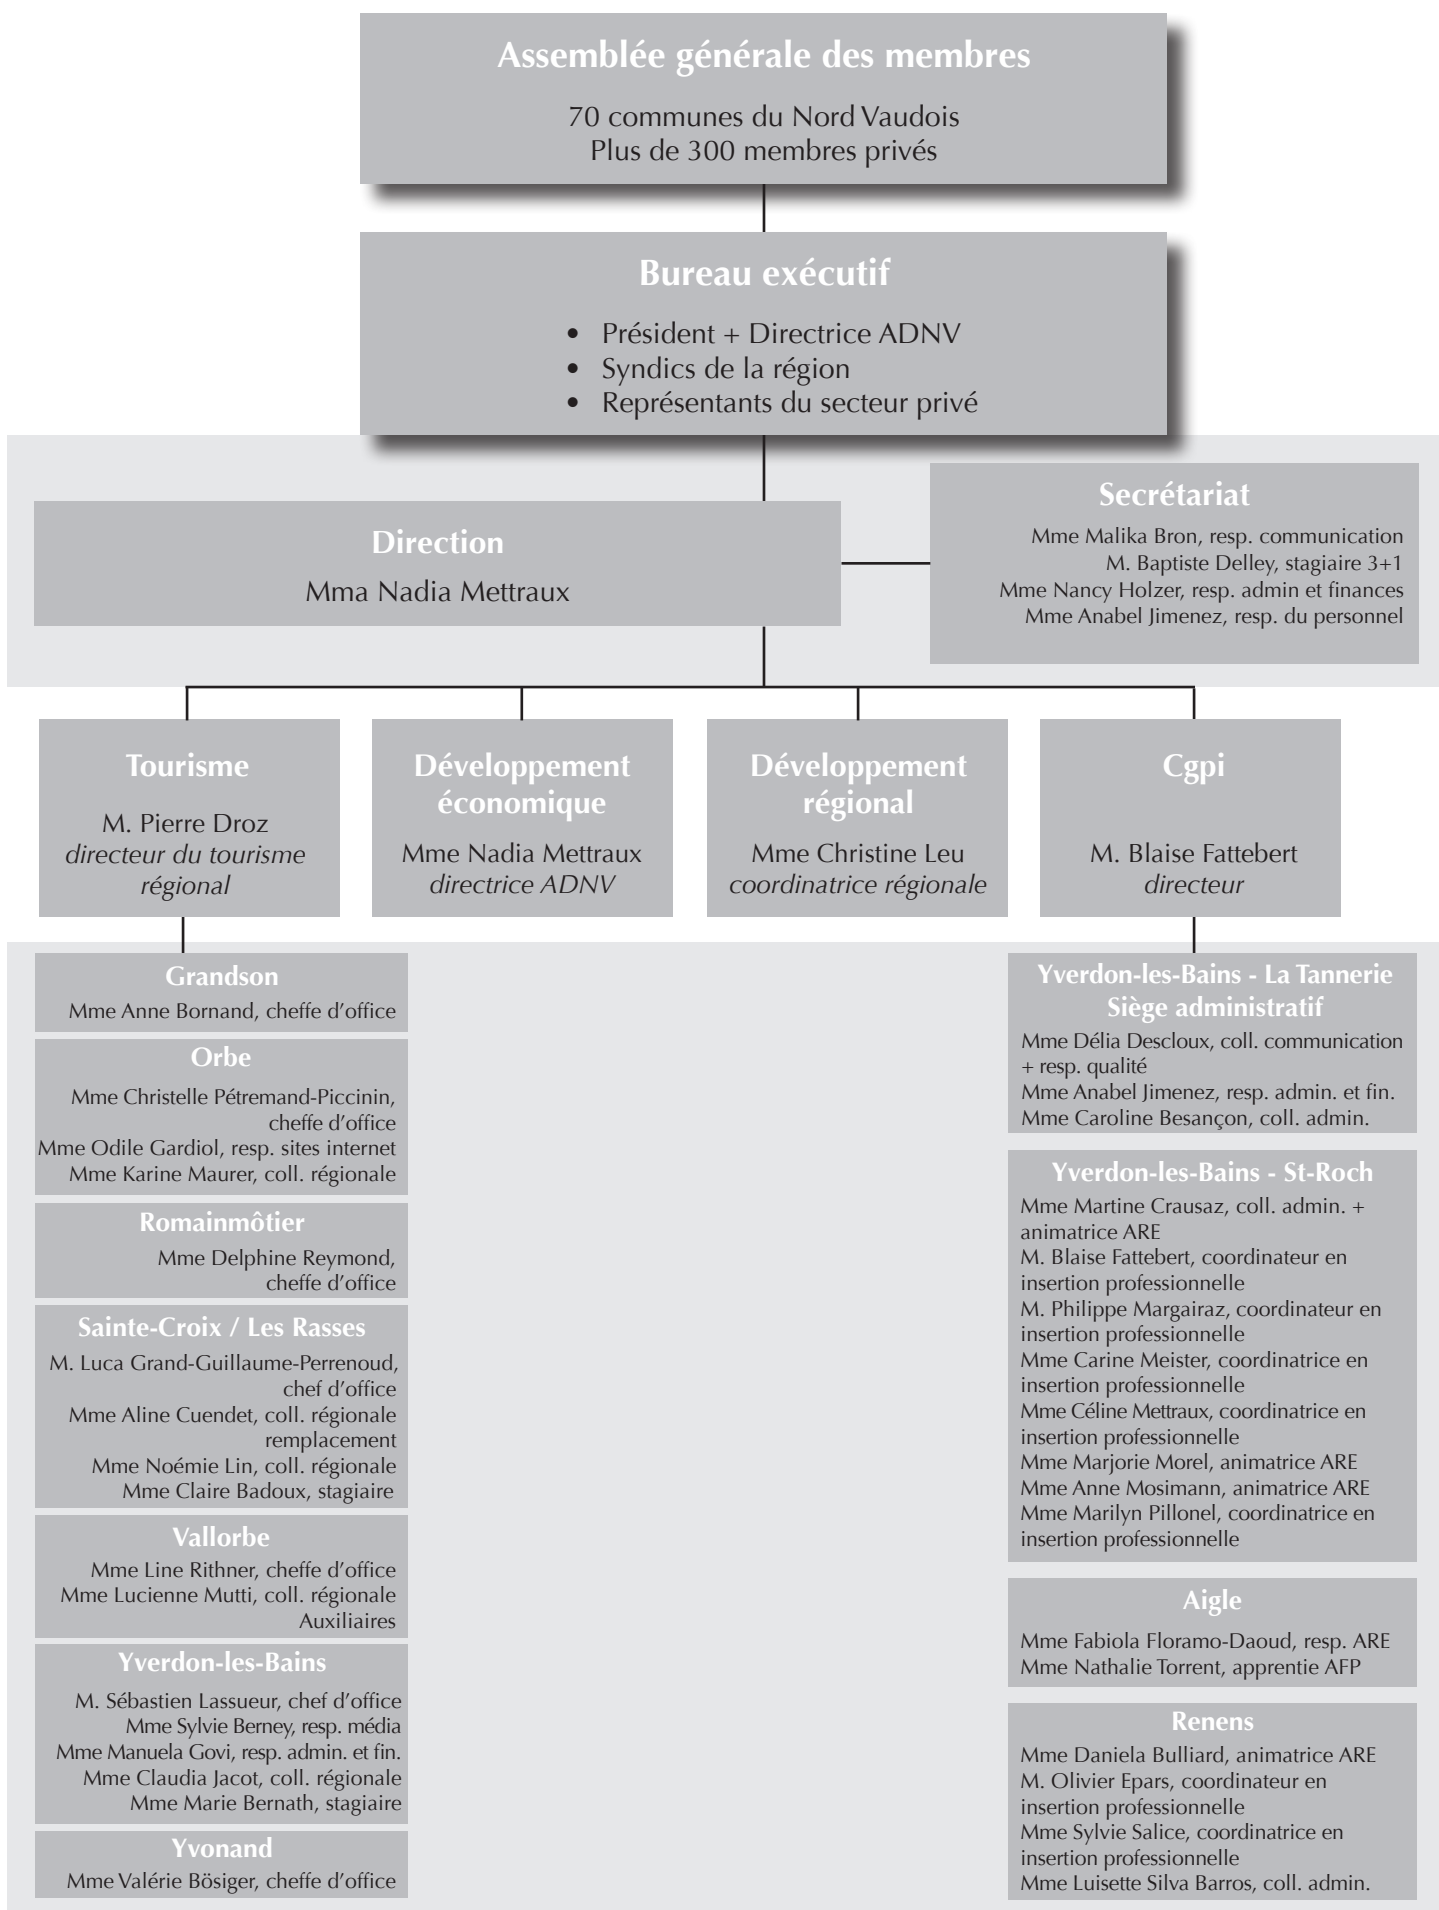 Assemblée générale des membres
70 communes du Nord Vaudois
Plus de 300 membres privés
Bureau exécutif
• Président + Directrice ADNV
• Syndics de la région
• Représentants du secteur privé
Direction
Mma Nadia Mettraux
Secrétariat
Mme Malika Bron, resp. communication
M. Baptiste Delley, stagiaire 3+1
Mme Nancy Holzer, resp. admin et finances
Mme Anabel Jimenez, resp. du personnel
Tourisme
M. Pierre Droz
directeur du tourisme
régional
Développement
économique
Mme Nadia Mettraux
directrice ADNV
Développement
régional
Mme Christine Leu
coordinatrice régionale
Cgpi
M. Blaise Fattebert
directeur
Grandson
Mme Anne Bornand, cheffe d’office
Orbe
Mme Christelle Pétremand-Piccinin,
cheffe d’office
Mme Odile Gardiol, resp. sites internet
Mme Karine Maurer, coll. régionale
Romainmôtier
Mme Delphine Reymond,
cheffe d’office
Sainte-Croix / Les Rasses
M. Luca Grand-Guillaume-Perrenoud,
chef d’office
Mme Aline Cuendet, coll. régionale
remplacement
Mme Noémie Lin, coll. régionale
Mme Claire Badoux, stagiaire
Vallorbe
Mme Line Rithner, cheffe d’office
Mme Lucienne Mutti, coll. régionale
Auxiliaires
Yverdon-les-Bains
M. Sébastien Lassueur, chef d’office
Mme Sylvie Berney, resp. média
Mme Manuela Govi, resp. admin. et fin.
Mme Claudia Jacot, coll. régionale
Mme Marie Bernath, stagiaire
Yvonand
Mme Valérie Bösiger, cheffe d’office
Yverdon-les-Bains - La Tannerie
Siège administratif
Mme Délia Descloux, coll. communication
+ resp. qualité
Mme Anabel Jimenez, resp. admin. et fin.
Mme Caroline Besançon, coll. admin.
Yverdon-les-Bains - St-Roch
Mme Martine Crausaz, coll. admin. +
animatrice ARE
M. Blaise Fattebert, coordinateur en
insertion professionnelle
M. Philippe Margairaz, coordinateur en
insertion professionnelle
Mme Carine Meister, coordinatrice en
insertion professionnelle
Mme Céline Mettraux, coordinatrice en
insertion professionnelle
Mme Marjorie Morel, animatrice ARE
Mme Anne Mosimann, animatrice ARE
Mme Marilyn Pillonel, coordinatrice en
insertion professionnelle
Aigle
Mme Fabiola Floramo-Daoud, resp. ARE
Mme Nathalie Torrent, apprentie AFP
Renens
Mme Daniela Bulliard, animatrice ARE
M. Olivier Epars, coordinateur en
insertion professionnelle
Mme Sylvie Salice, coordinatrice en
insertion professionnelle
Mme Luisette Silva Barros, coll. admin.